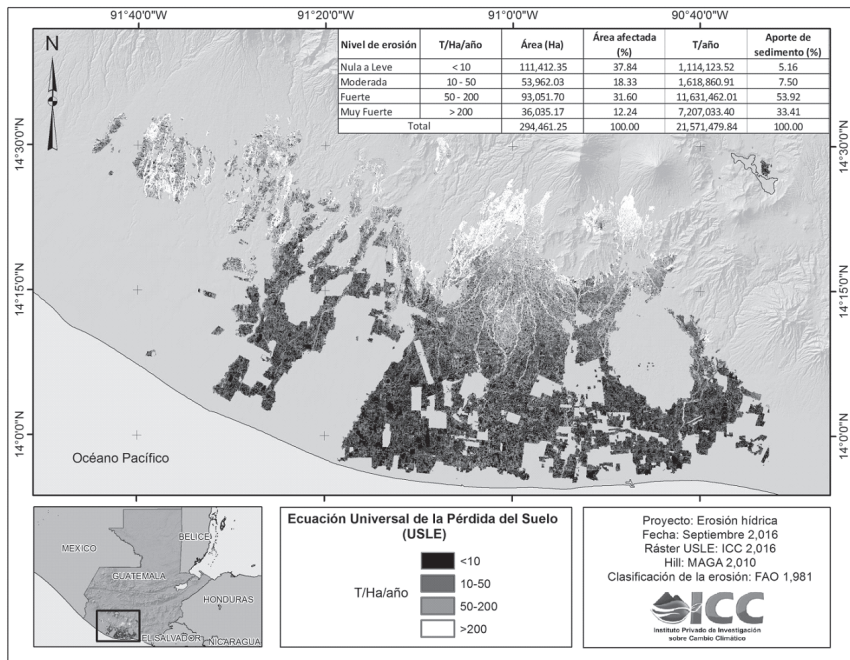 91°40'0"W 91°20'0"W 91°0'0"W 90°40'0"W
N
Nivel de erosión T/Ha/año Área (Ha) Área afectada (%) T/año Aporte de sedimento (%)
Nula a Leve < 10 111,412.35 37.84 1,114,123.52 5.16
Moderada 10 - 50 53,962.03 18.33 1,618,860.91 7.50
Fuerte 50 - 200 93,051.70 31.60 11,631,462.01 53.92
Muy Fuerte > 200 36,035.17 12.24 7,207,033.40 33.41
Total 294,461.25 100.00 21,571,479.84 100.00
14°30'0"N 14°30'0"N
14°15'0"N 14°15'0"N
14°0'0"N 14°0'0"N
Océano Pacífico
MEXICO
BELICE
GUATEMALA
HONDURAS
EL SALVADOR
NICARAGUA
Ecuación Universal de la Pérdida del Suelo
(USLE)
T/Ha/año
<10
10-50
50-200
>200
Proyecto: Erosión hídrica
Fecha: Septiembre 2,016
Ráster USLE: ICC 2,016
Hill: MAGA 2,010
Clasificación de la erosión: FAO 1,981
ICC
Instituto Privado de Investigación
sobre Cambio Climático